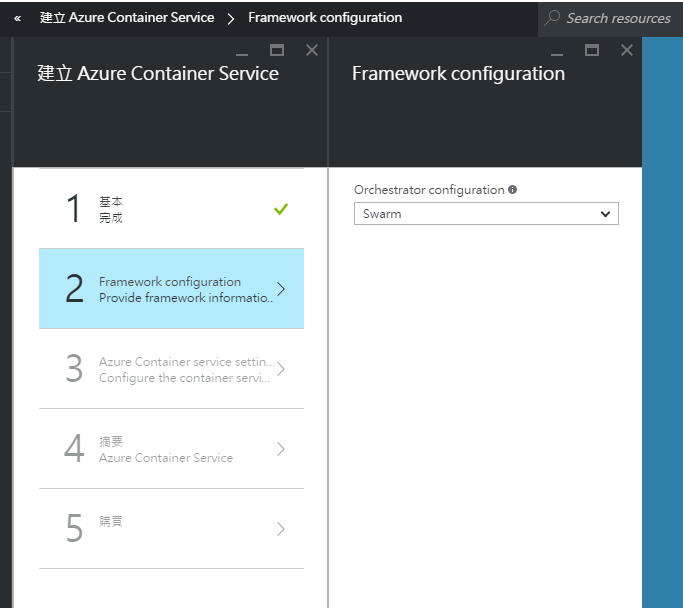 « 建立 Azure Container Service > Framework configuration
Search resources
建立 Azure Container Service
1
基本
完成
2
Framework configuration
Provide framework informatio...
3
Azure Container service settin...
Configure the container servi...
4
摘要
Azure Container Service
5
購買
Framework configuration
Orchestrator configuration
Swarm